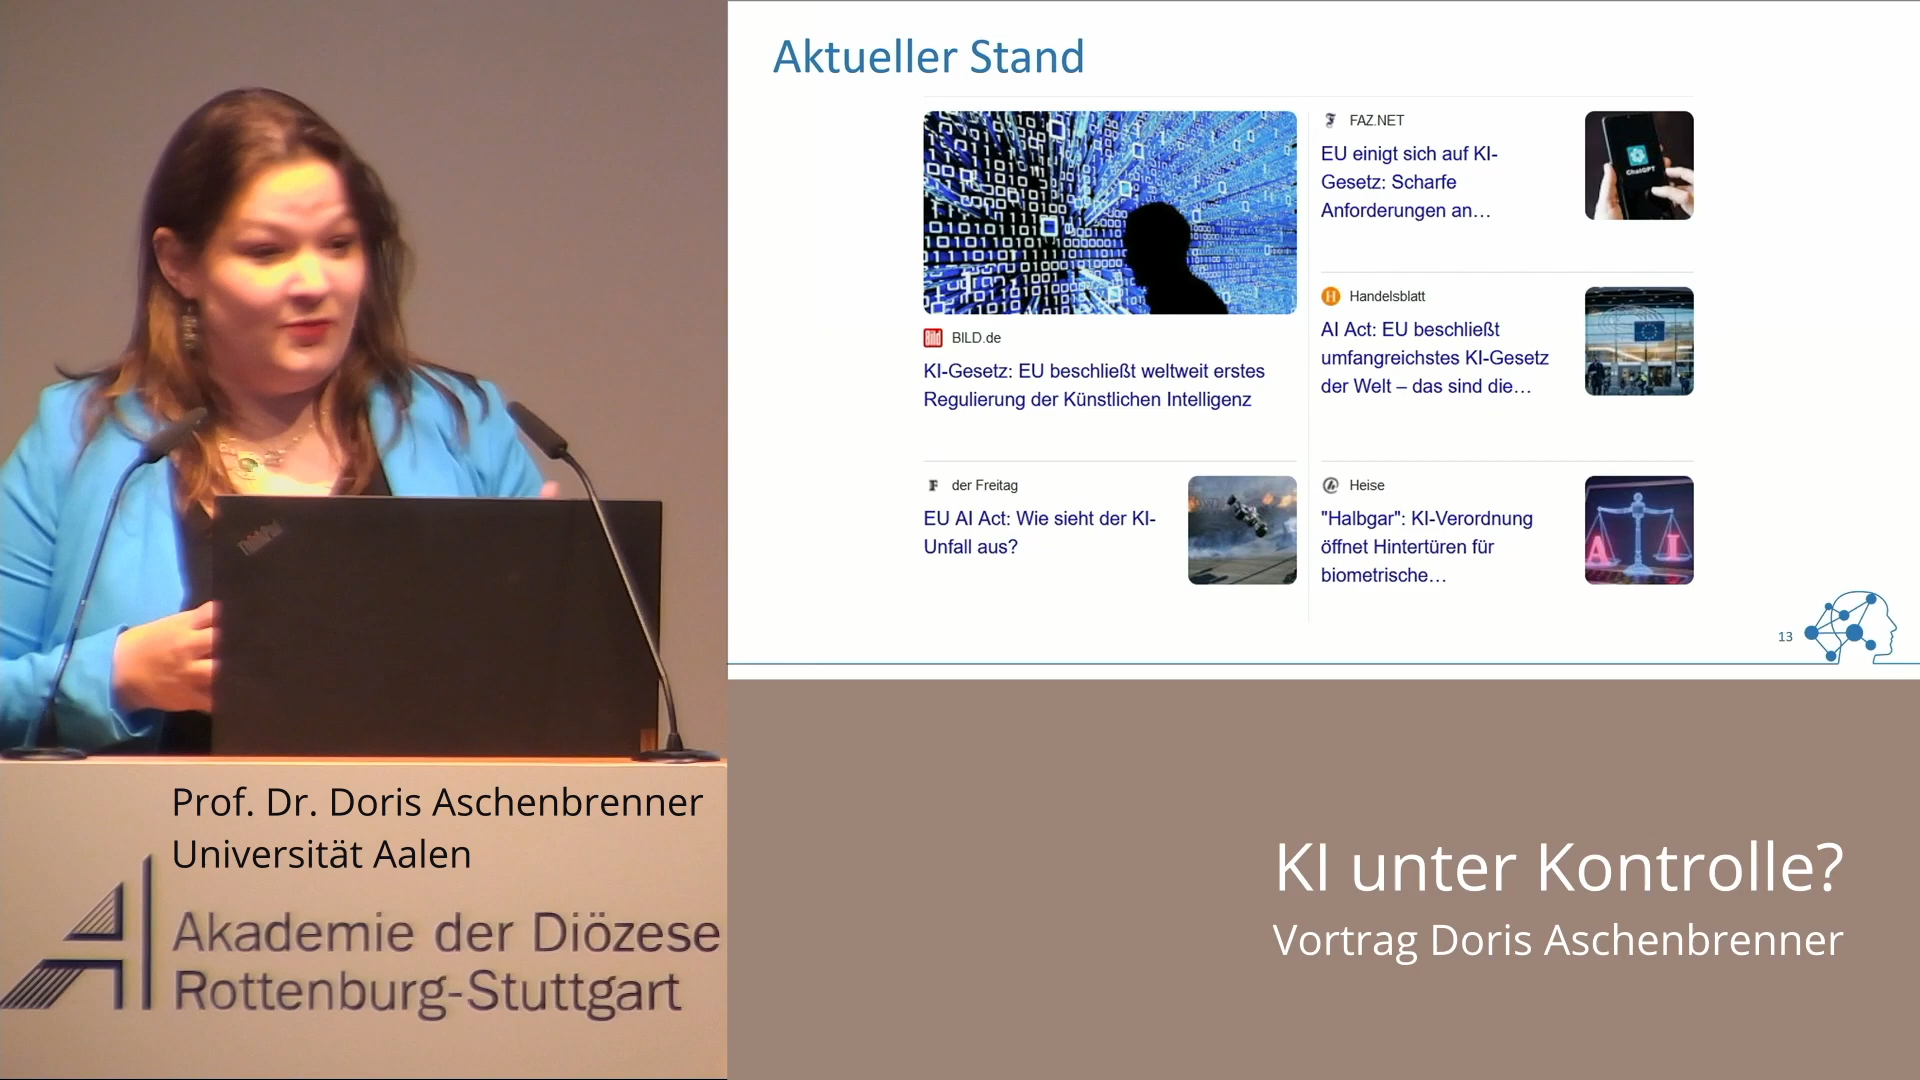 Aktueller Stand
BILD.de
KI-Gesetz: EU beschließt weltweit erstes
Regulierung der Künstlichen Intelligenz
der Freitag
EU AI Act: Wie sieht der KI-
Unfall aus?
FAZ.NET
EU einigt sich auf KI-
Gesetz: Scharfe
Anforderungen an...
ChatGPT
Handelsblatt
AI Act: EU beschließt
umfangreichstes KI-Gesetz
der Welt – das sind die...
Heise
"Halbgar": KI-Verordnung
öffnet Hintertüren für
biometrische...
A I
13
ThinkPad
Prof. Dr. Doris Aschenbrenner
Universität Aalen
Akademie der Diözese
Rottenburg-Stuttgart
KI unter Kontrolle?
Vortrag Doris Aschenbrenner